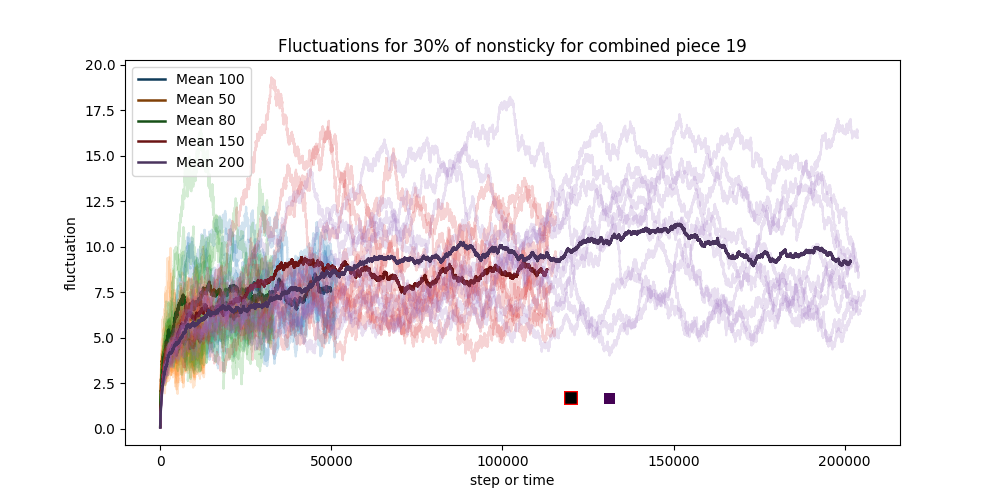 Fluctuations for 30% of nonsticky for combined piece 19
20.0
17.5
15.0
12.5
10.0
7.5
5.0
2.5
0.0
fluctuation
Mean 100
Mean 50
Mean 80
Mean 150
Mean 200
0
50000
100000
150000
200000
step or time